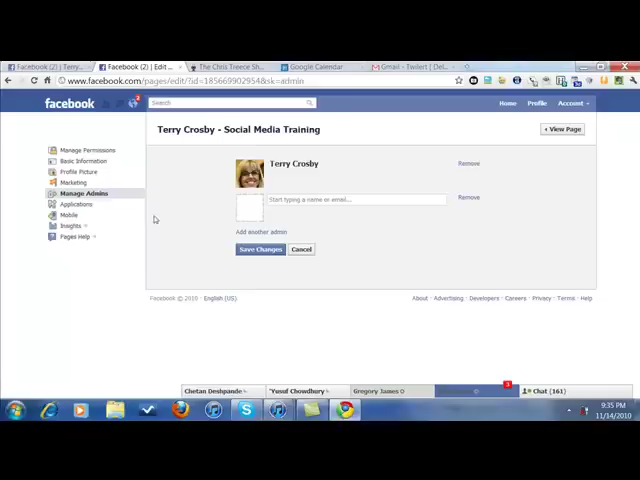 Facebook (2) | Terry...
Facebook (2) | Edit ...
The Chris Treece Sh...
Google Calendar
Gmail - Twilert | Del...
www.facebook.com/pages/edit/?id=185669902954&sk=admin
facebook
2
Search
Home
Profile
Account
Terry Crosby - Social Media Training
View Page
Manage Permissions
Basic Information
Profile Picture
Marketing
Manage Admins
Applications
Mobile
Insights
Pages Help
Terry Crosby
Remove
Start typing a name or email...
Remove
Add another admin
Save Changes
Cancel
Facebook © 2010 · English (US)
About · Advertising · Developers · Careers · Privacy · Terms · Help
Chetan Deshpande
'Yusuf Chowdhury
Gregory James
3
Chat (161)
9:35 PM
11/14/2010